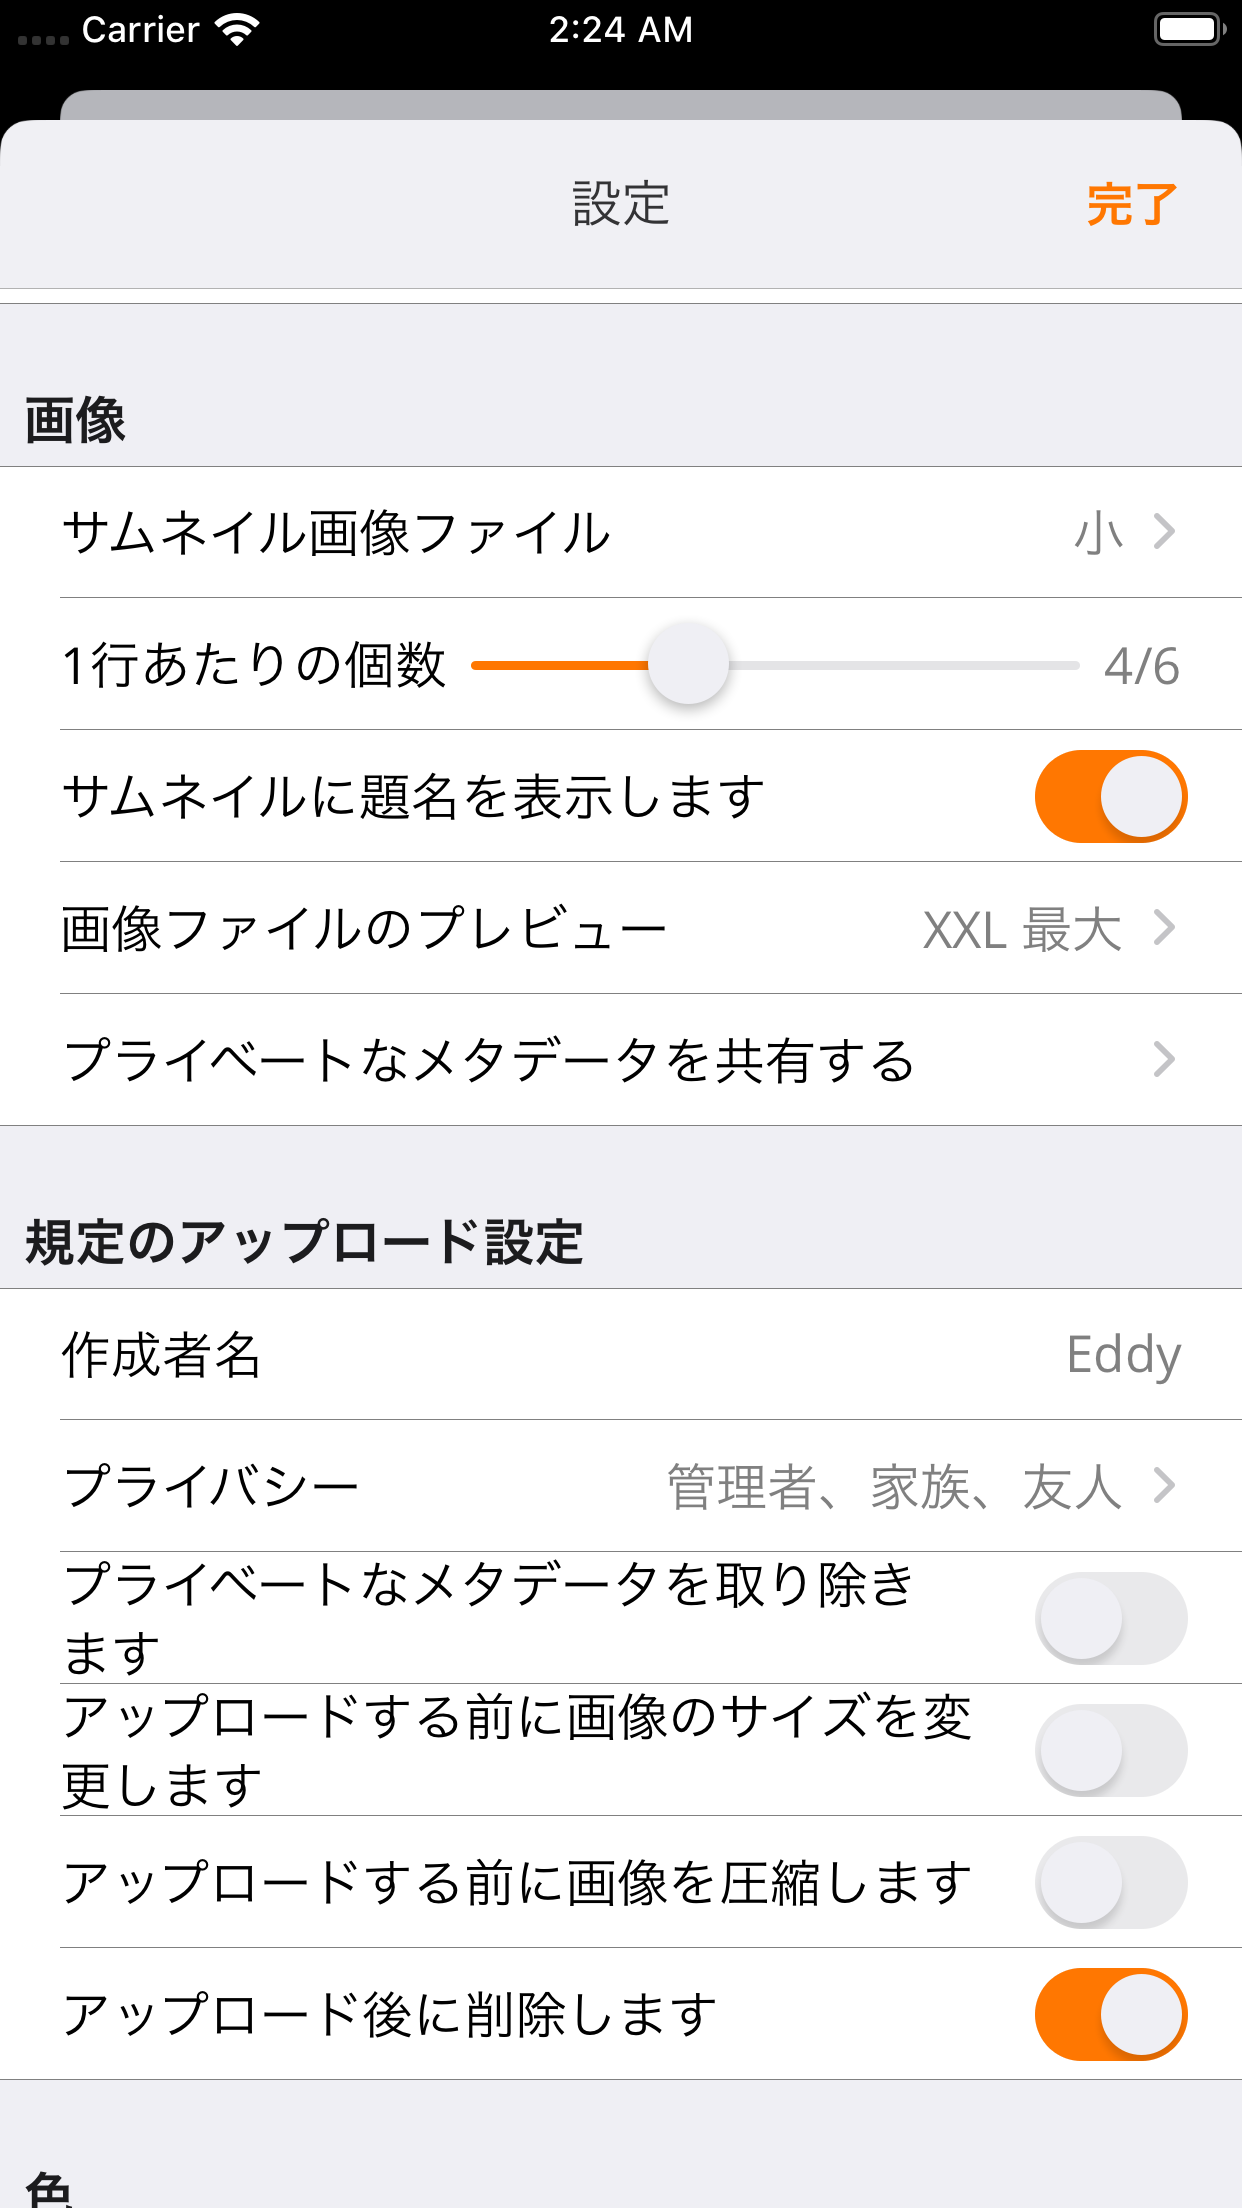 Carrier 2:24 AM
設定 完了
画像
サムネイル画像ファイル 小
1行あたりの個数 4/6
サムネイルに題名を表示します
画像ファイルのプレビュー XXL 最大
プライベートなメタデータを共有する
規定のアップロード設定
作成者名 Eddy
プライバシー 管理者、家族、友人
プライベートなメタデータを取り除き
ます
アップロードする前に画像のサイズを変
更します
アップロードする前に画像を圧縮します
アップロード後に削除します
色